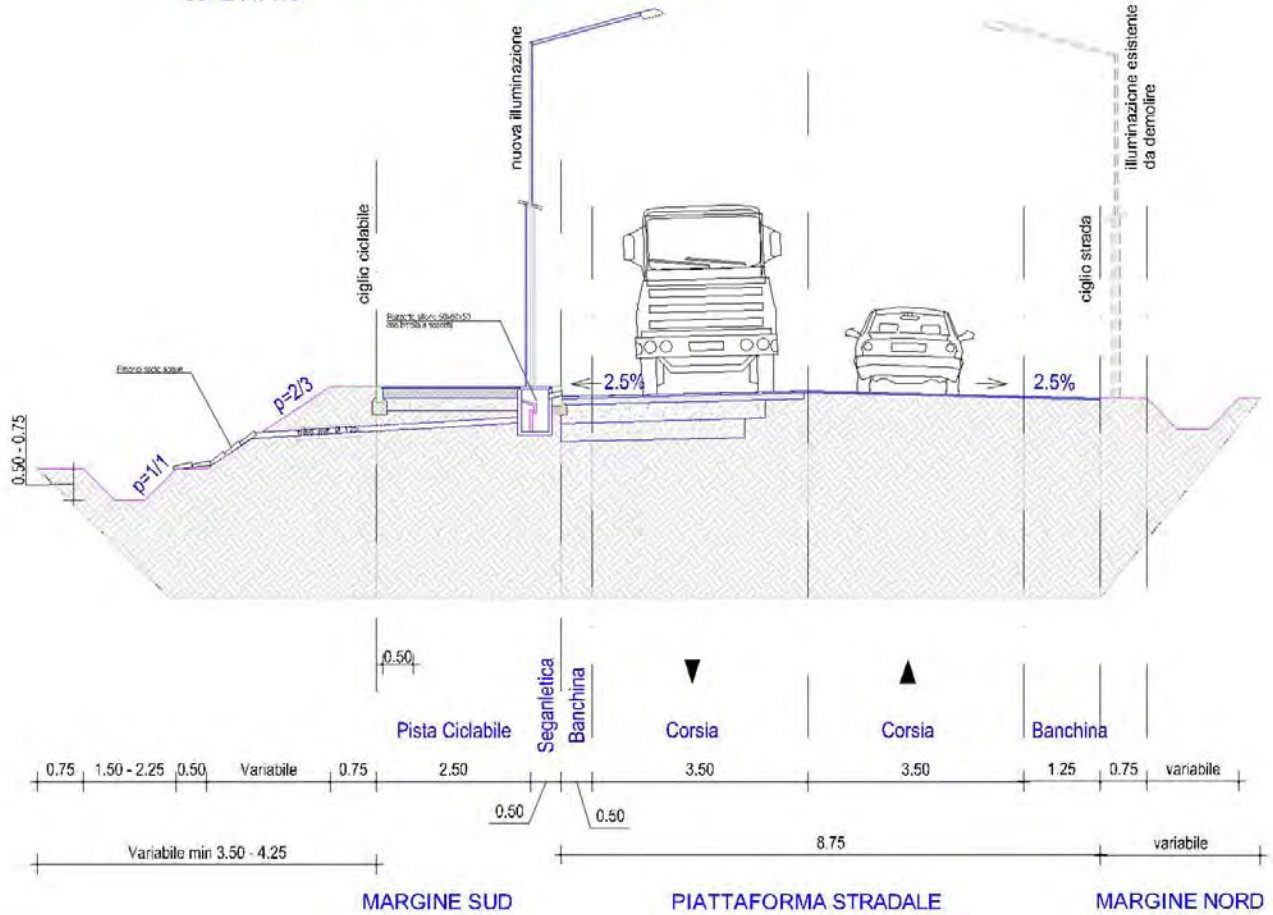 nuova illuminazione
illuminazione esistente
da demolire
ciglio ciclabile
ciglio strada
p=2/3
2.5%
2.5%
0.50 - 0.75
p=1/1
0.50
Seganletica
Banchina
Pista Ciclabile
Corsia
Corsia
Banchina
0.75
1.50 - 2.25
0.50
Variabile
0.75
2.50
3.50
3.50
1.25
0.75
variabile
0.50
0.50
Variabile min 3.50 - 4.25
8.75
variabile
MARGINE SUD
PIATTAFORMA STRADALE
MARGINE NORD